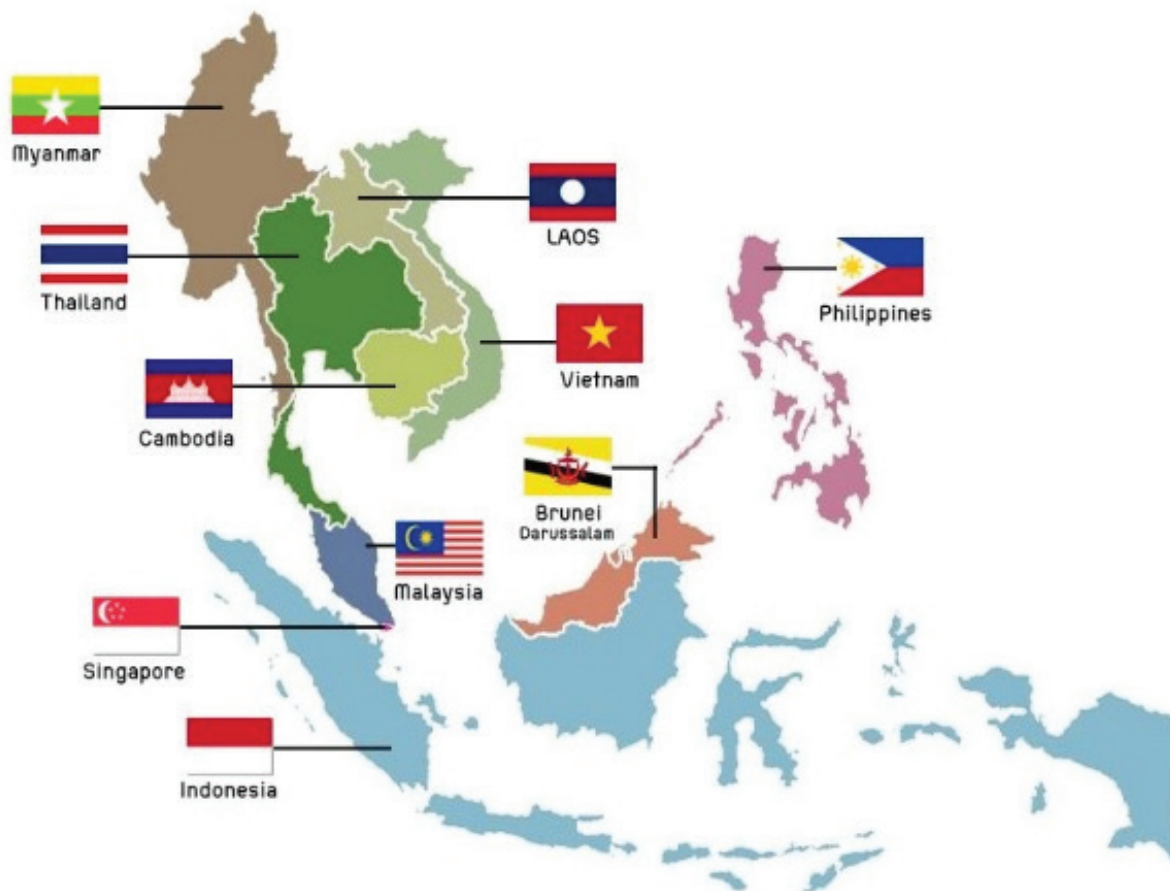 Myanmar
LAOS
Thailand
Philippines
Vietnam
Cambodia
Brunei
Darussalam
Malaysia
Singapore
Indonesia